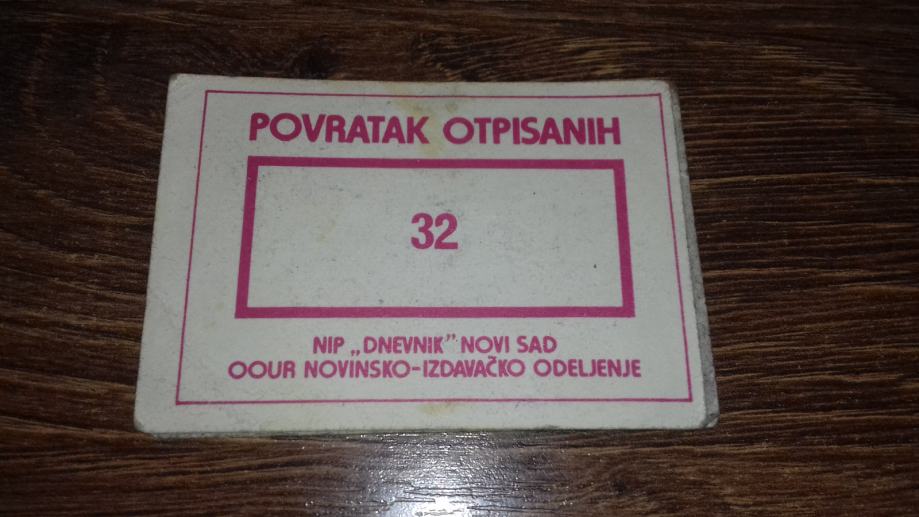 POVRATAK OTPISANIH
32
NIP „DNEVNIK” NOVI SAD
OOUR NOVINSKO-IZDAVAČKO ODELJENJE